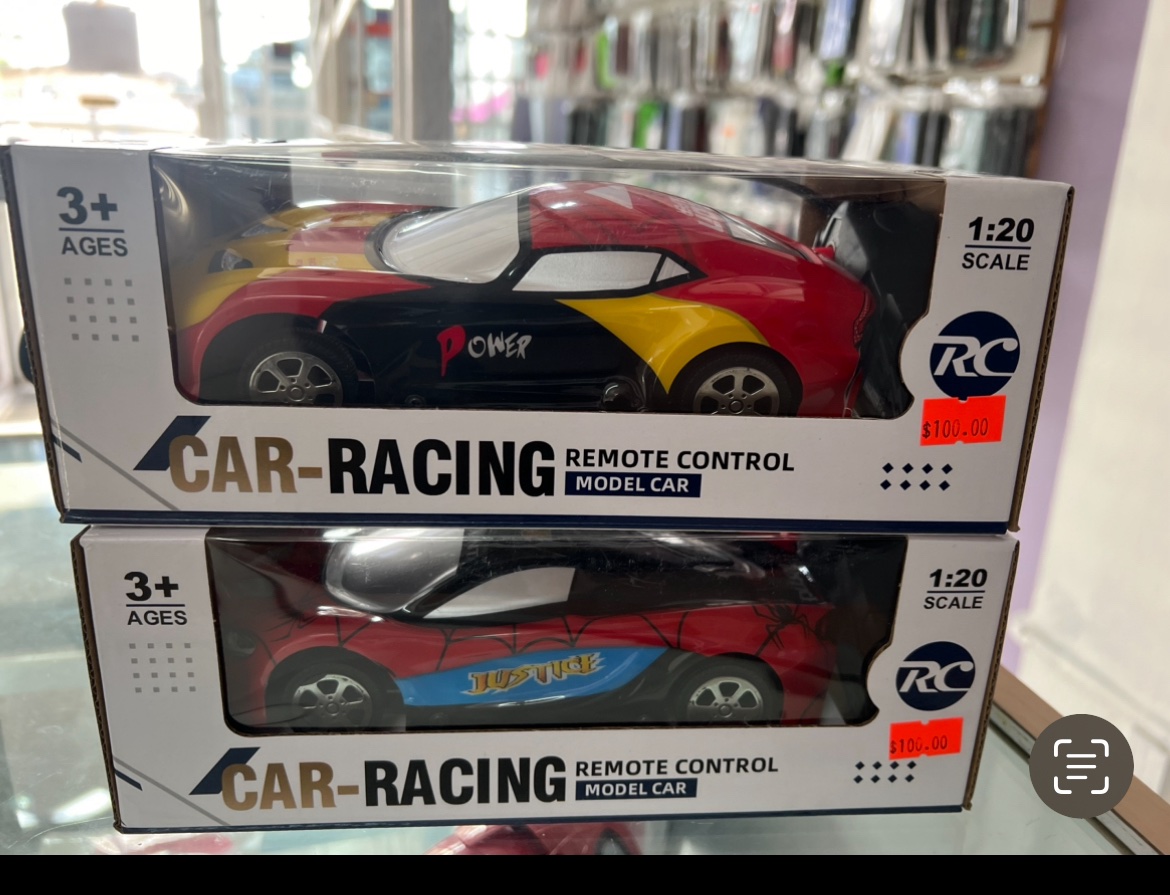 3+
AGES
1:20
SCALE
POWER
RC
$100.00
CAR-RACING
REMOTE CONTROL
MODEL CAR
3+
AGES
1:20
SCALE
JUSTICE
RC
$100.00
CAR-RACING
REMOTE CONTROL
MODEL CAR